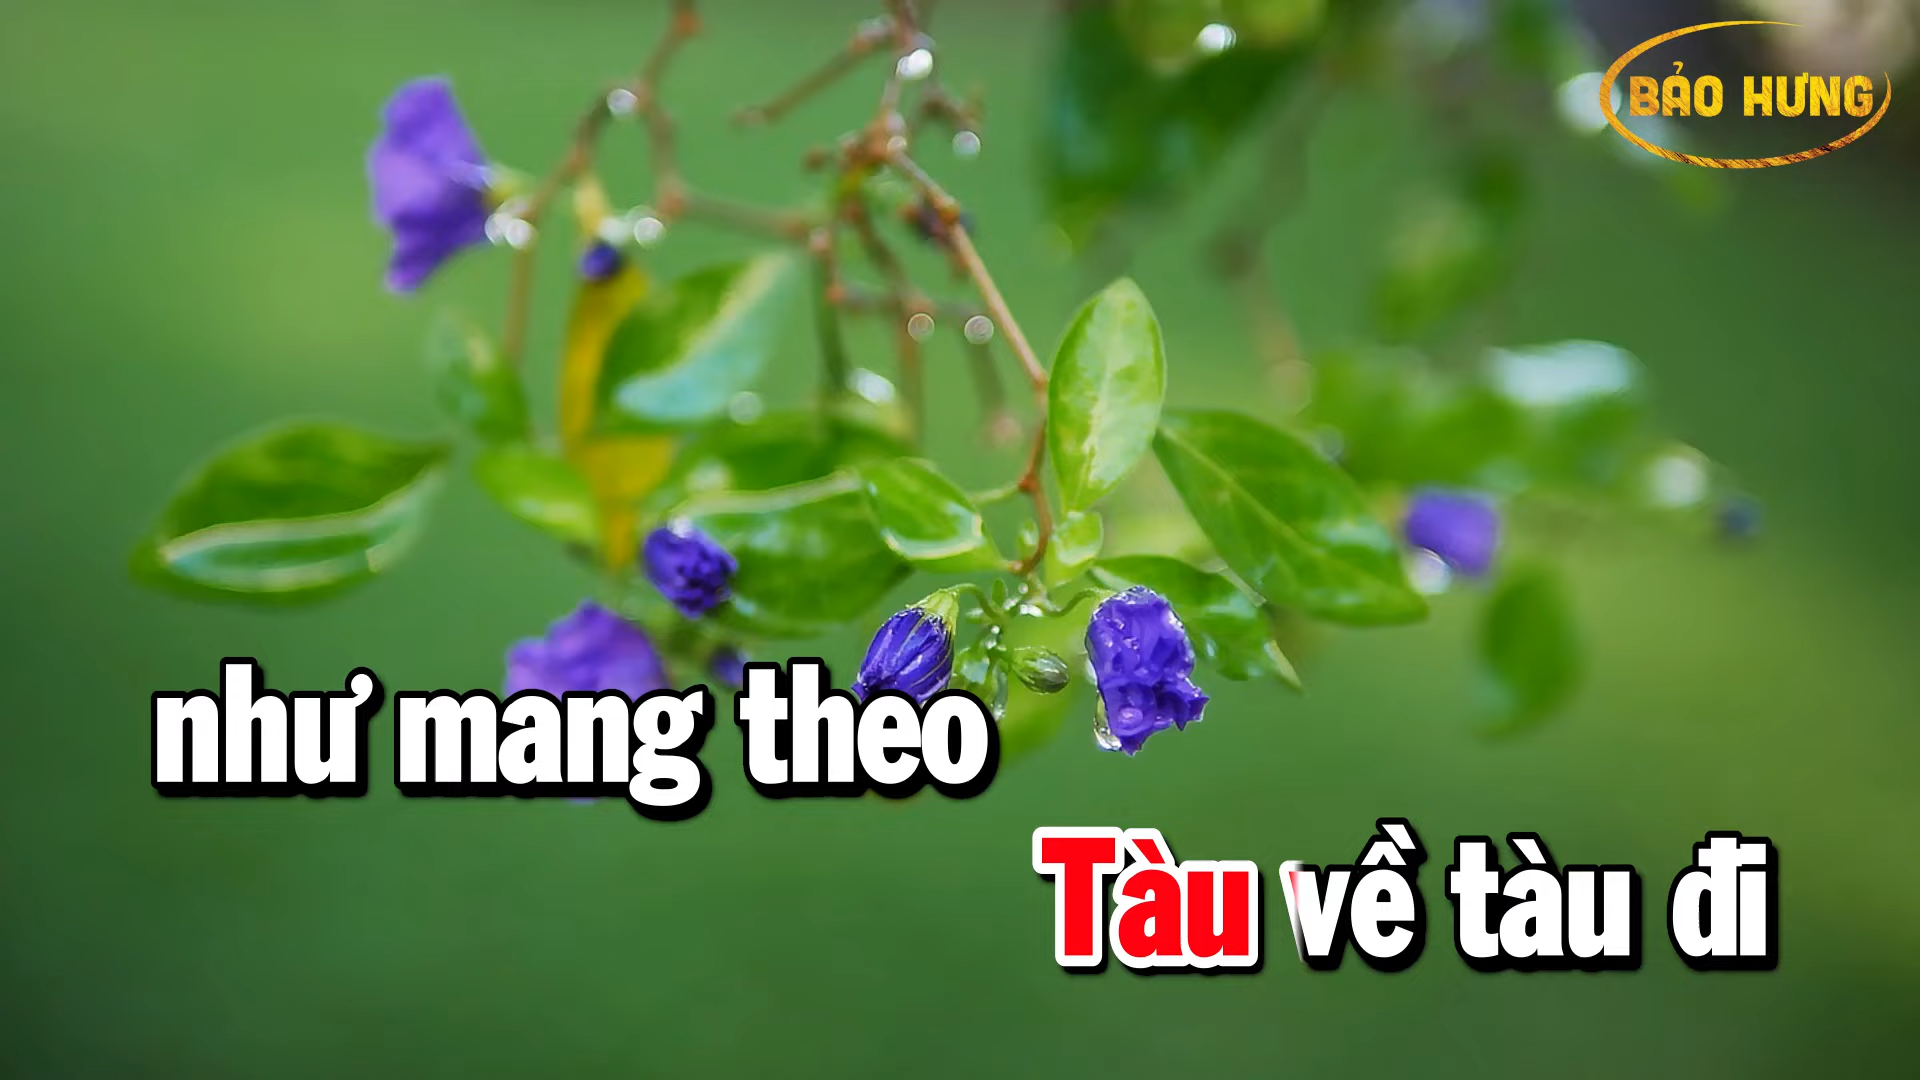 BẢO HƯNG
như mang theo
Tàu về tàu đi